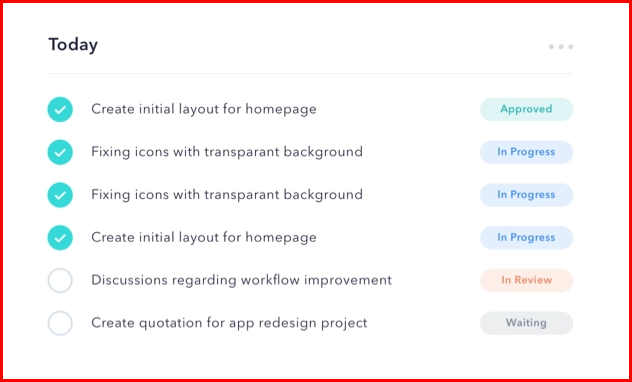 Today
Create initial layout for homepage Approved
Fixing icons with transparant background In Progress
Fixing icons with transparant background In Progress
Create initial layout for homepage In Progress
Discussions regarding workflow improvement In Review
Create quotation for app redesign project Waiting